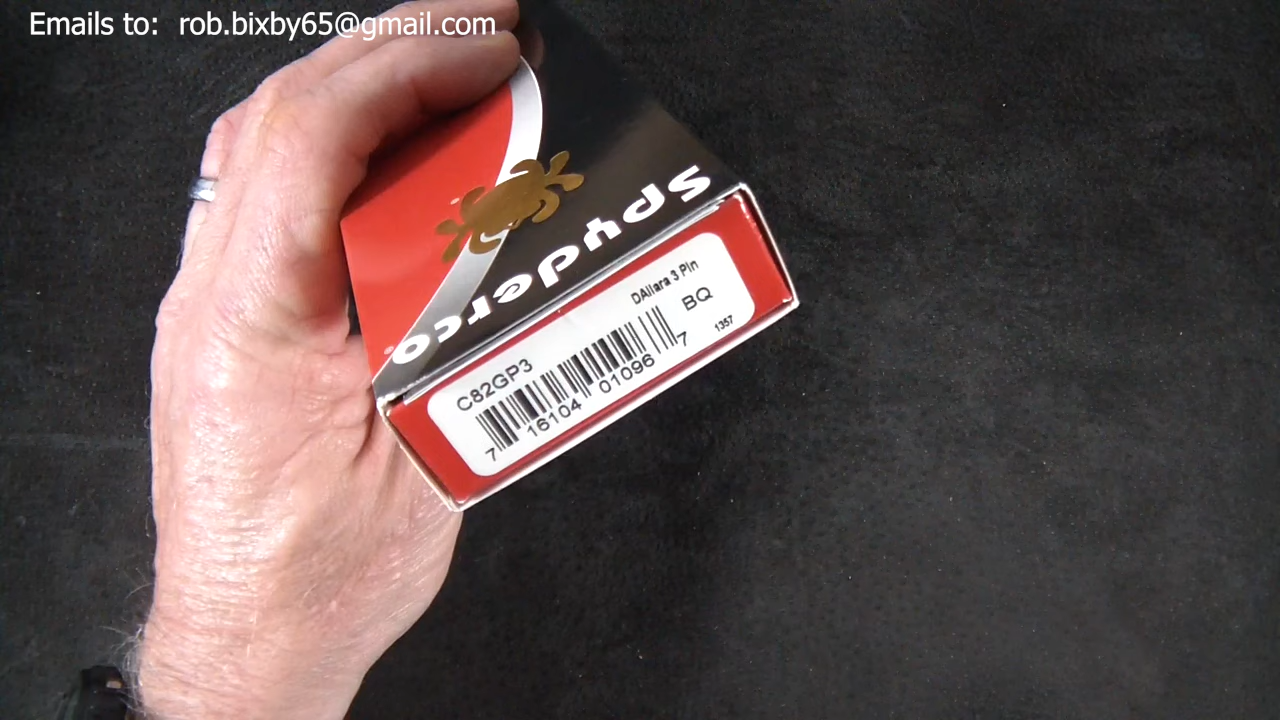 Emails to: rob.bixby65@gmail.com
Spyderco
DAllara 3 Pin
C82GP3
BQ
7 16104 01096 7
1357